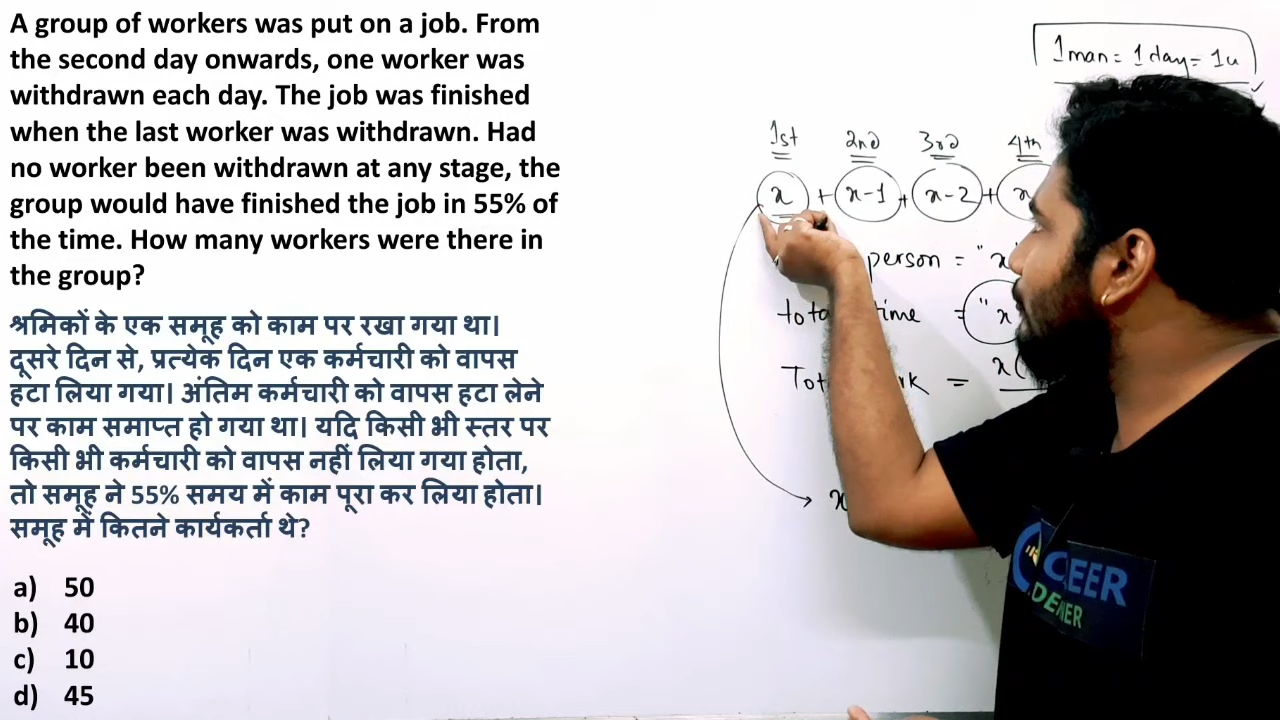 A group of workers was put on a job. From
the second day onwards, one worker was
withdrawn each day. The job was finished
when the last worker was withdrawn. Had
no worker been withdrawn at any stage, the
group would have finished the job in 55% of
the time. How many workers were there in
the group?
श्रमिकों के एक समूह को काम पर रखा गया था।
दूसरे दिन से, प्रत्येक दिन एक कर्मचारी को वापस
हटा लिया गया। अंतिम कर्मचारी को वापस हटा लेने
पर काम समाप्त हो गया था। यदि किसी भी स्तर पर
किसी भी कर्मचारी को वापस नहीं लिया गया होता,
तो समूह ने 55% समय में काम पूरा कर लिया होता।
समूह में कितने कार्यकर्ता थे?
a) 50
b) 40
c) 10
d) 45
1 man = 1 day = 1u
1st 2nd 3rd 4th
x + x-1 + x-2 +
person = "x"
=  "x
=  x(
x